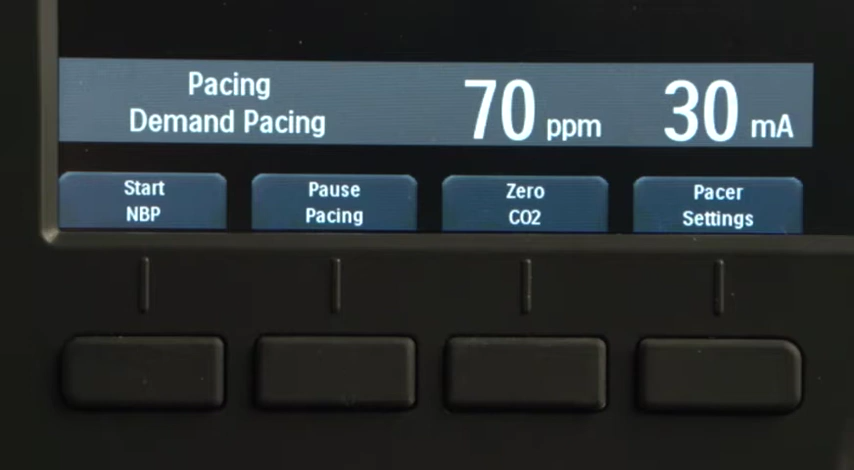 Pacing
Demand Pacing
70 ppm
30 mA
Start
NBP
Pause
Pacing
Zero
CO2
Pacer
Settings